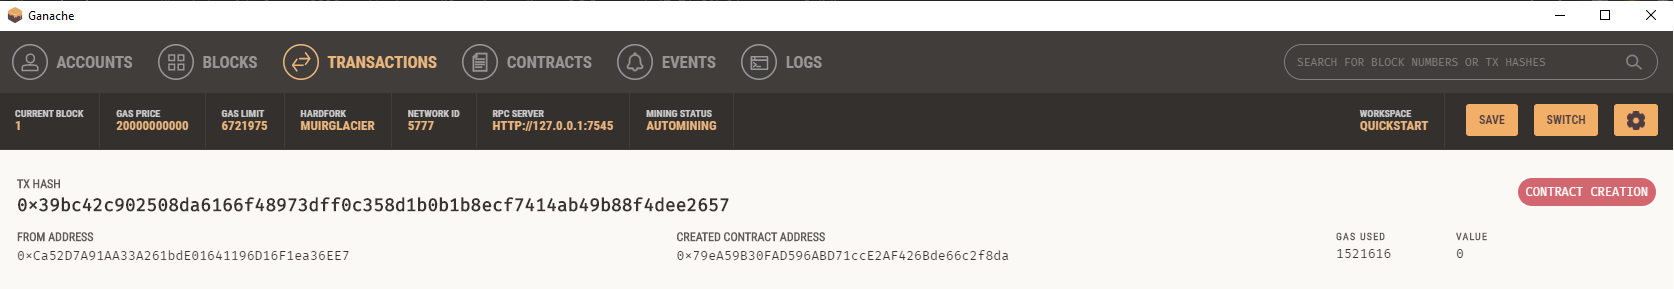 Ganache
ACCOUNTS BLOCKS TRANSACTIONS CONTRACTS EVENTS LOGS SEARCH FOR BLOCK NUMBERS OR TX HASHES
CURRENT BLOCK GAS PRICE GAS LIMIT HARDFORK NETWORK ID RPC SERVER MINING STATUS WORKSPACE
1 20000000000 6721975 MUIRGLACIER 5777 HTTP://127.0.0.1:7545 AUTOMINING QUICKSTART SAVE SWITCH
TX HASH
0×39bc42c902508da6166f48973dff0c358d1b0b1b8ecf7414ab49b88f4dee2657 CONTRACT CREATION
FROM ADDRESS CREATED CONTRACT ADDRESS GAS USED VALUE
0×Ca52D7A91AA33A261bdE01641196D16F1ea36EE7 0×79eA59B30FAD596ABD71ccE2AF426Bde66c2f8da 1521616 0